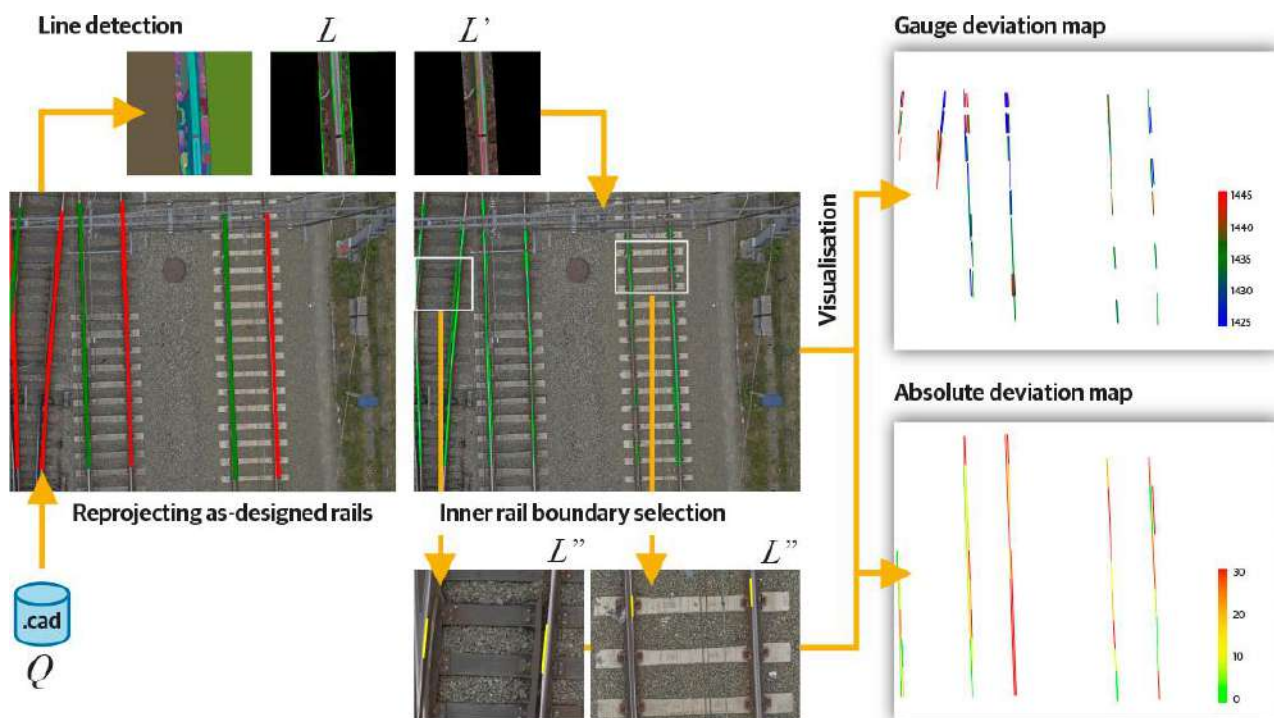 Line detection
L
L’
Gauge deviation map
1445
1440
1435
1430
1425
Visualisation
Reprojecting as-designed rails
Inner rail boundary selection
Absolute deviation map
L”
L”
.cad
Q
30
20
10
0